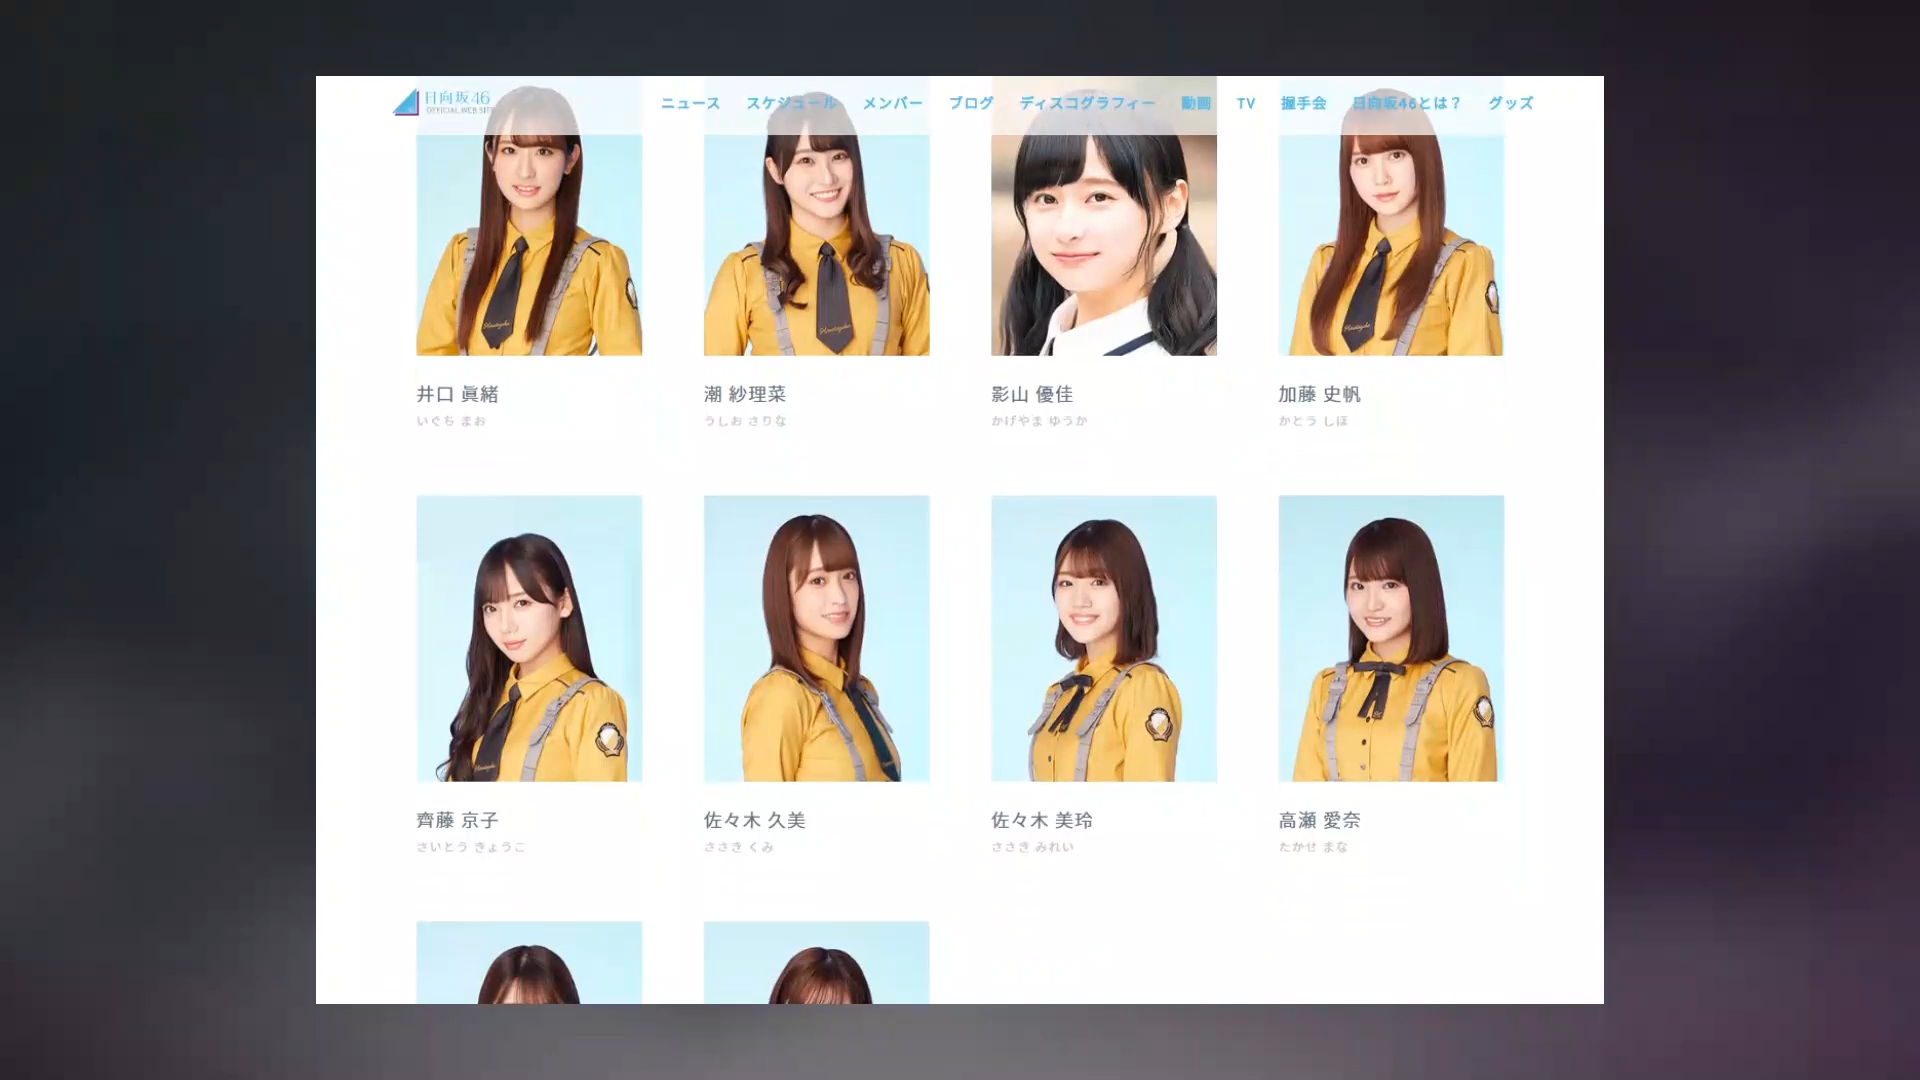 日向坂46
OFFICIAL WEB SIT
ニュース スケジュール メンバー ブログ ディスコグラフィー 動画 TV 握手会 日向坂46とは？ グッズ
井口 眞緒 潮 紗理菜 影山 優佳 加藤 史帆
いぐち まお うしお さりな かげやま ゆうか かとう しほ
齊藤 京子 佐々木 久美 佐々木 美玲 高瀬 愛奈
さいとう きょうこ ささき くみ ささき みれい たかせ まな